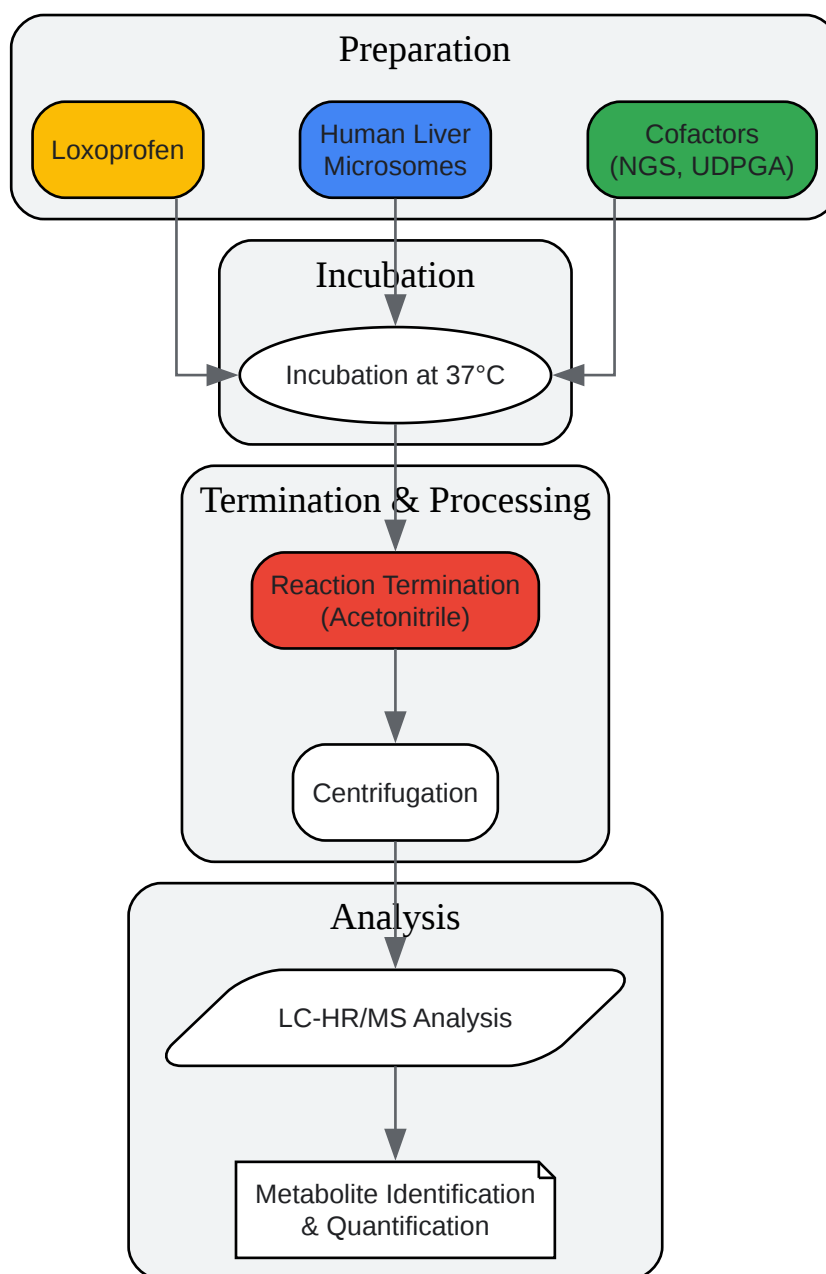 Preparation
Loxoprofen
Human Liver
Microsomes
Cofactors
(NGS, UDPGA)
Incubation
Incubation at 37°C
Termination & Processing
Reaction Termination
(Acetonitrile)
Centrifugation
Analysis
LC-HR/MS Analysis
Metabolite Identification
& Quantification